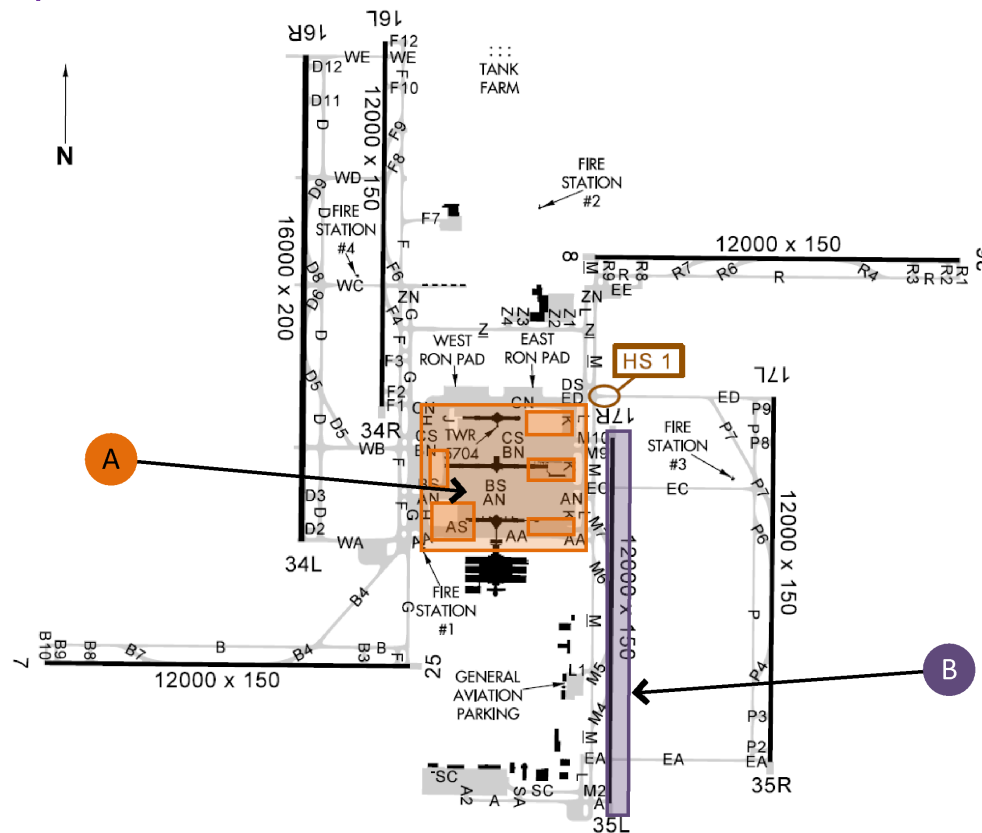 16R
16L
F12
WE
WE
D12
F
F10
D11
TANK
FARM
12000 x 150
D
F9
F8
N
WD
D9
FIRE
STATION
#2
D
FIRE
STATION
#4
F7
16000 x 200
F
12000 x 150
8
M
R9
R
R8
R7
R6
R
R4
R3
R2
R1
D8
F6
WC
EE
D6
ZN
G
ZN
L
F4
Z4
Z3
Z2
Z1
D
F
Z
Z
WEST
RON PAD
EAST
RON PAD
M
HS 1
F3
G
D5
17L
DS
ED
ED
F2
F1
CN
CN
17R
P9
H
J
K
L
D
D5
34R
CS
TWR
5704
CS
M10
FIRE
STATION
#3
P7
P
P8
WB
BN
BN
M9
A
F
K
M
BS
BS
EC
EC
P7
D3
AN
AN
AN
12000 x 150
D
G
H
K
L
D2
AS
M7
P6
WA
AA
AA
AA
34L
12000 x 150
M6
B4
G
FIRE
STATION
#1
P
M
B10
B9
B8
B7
B
B4
B3
B
F
7
25
12000 x 150
L1
M5
P4
B
GENERAL
AVIATION
PARKING
M4
P3
M
P2
EA
EA
EA
SC
L
35R
A2
A
SA
SC
M2
A
35L